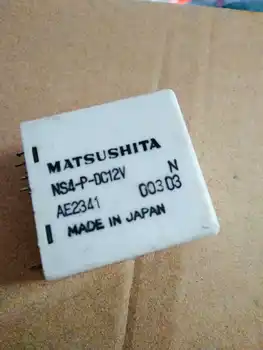 MATSUSHITA
NS4-P-DC12V
N
AE2341 00303
MADE IN JAPAN